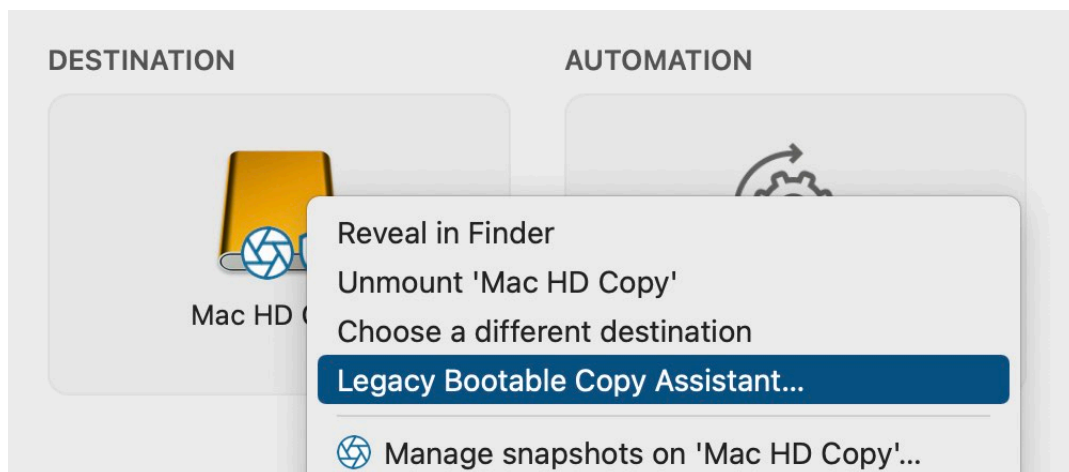 DESTINATION
AUTOMATION
Mac HD
Reveal in Finder
Unmount 'Mac HD Copy'
Choose a different destination
Legacy Bootable Copy Assistant...
Manage snapshots on 'Mac HD Copy'...